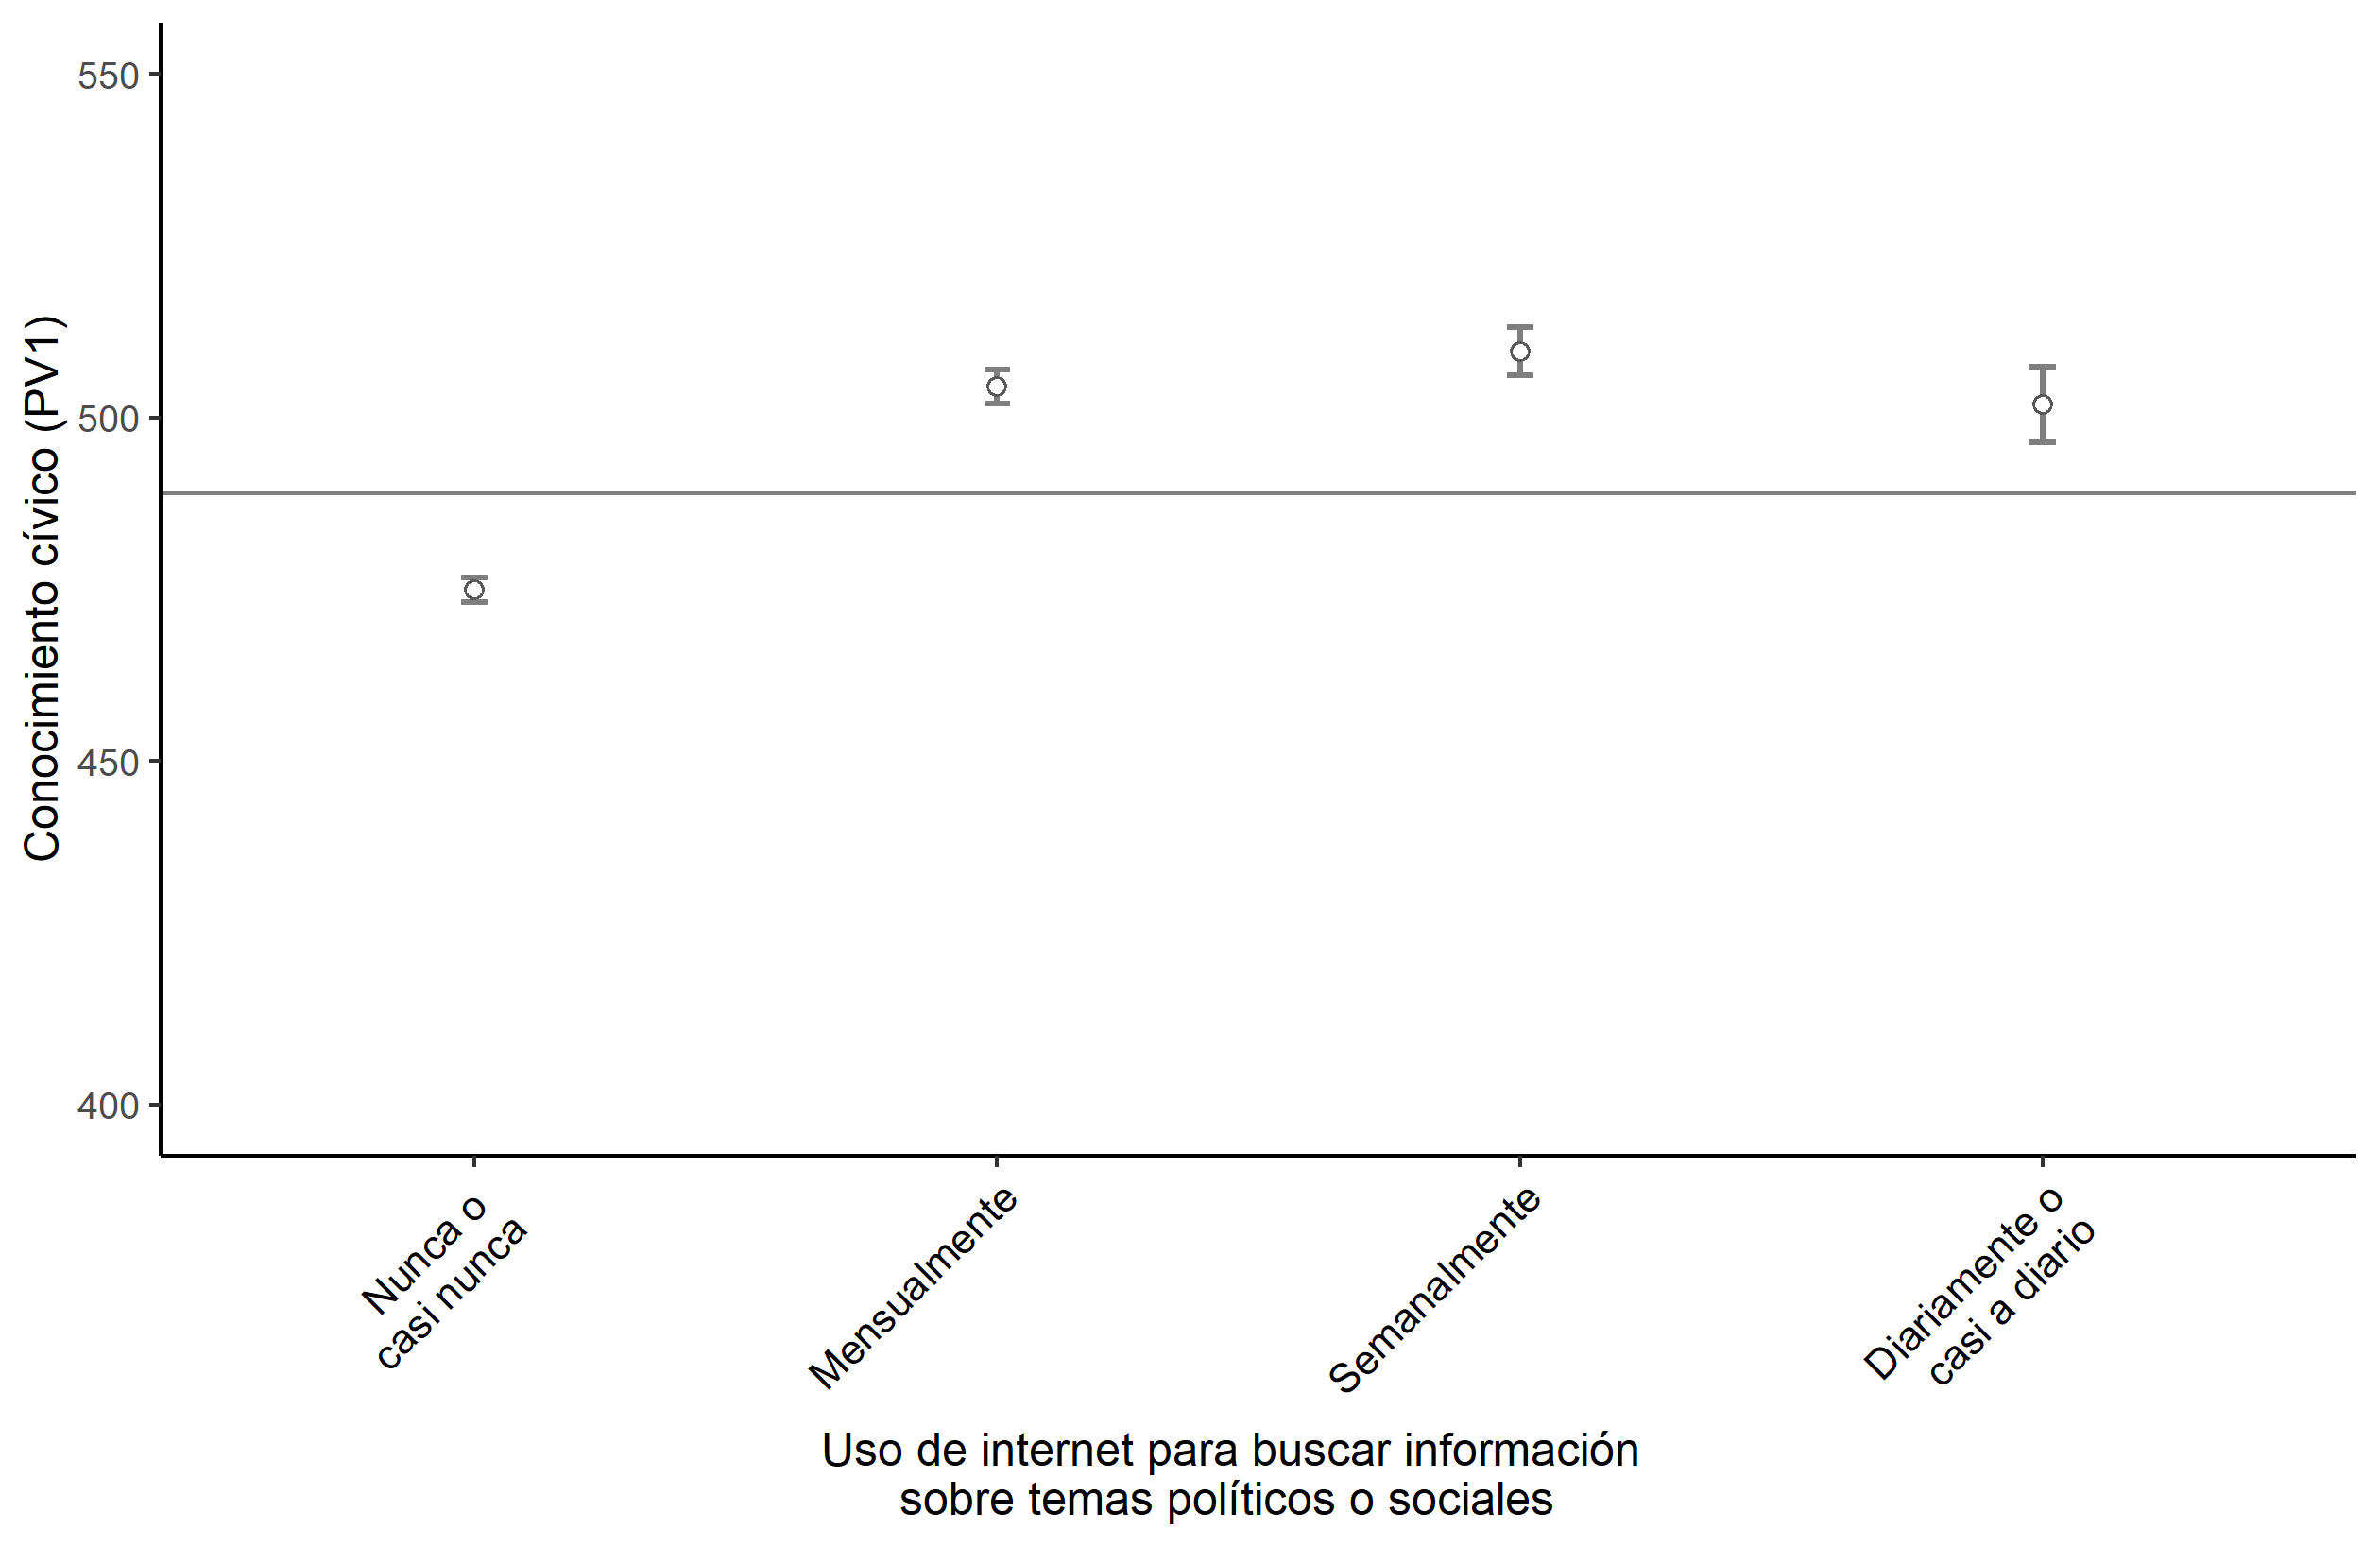 Conocimiento cívico (PV1)
550
500
450
400
Nunca o
casi nunca
Mensualmente
Semanalmente
Diariamente o
casi a diario
Uso de internet para buscar información
sobre temas políticos o sociales